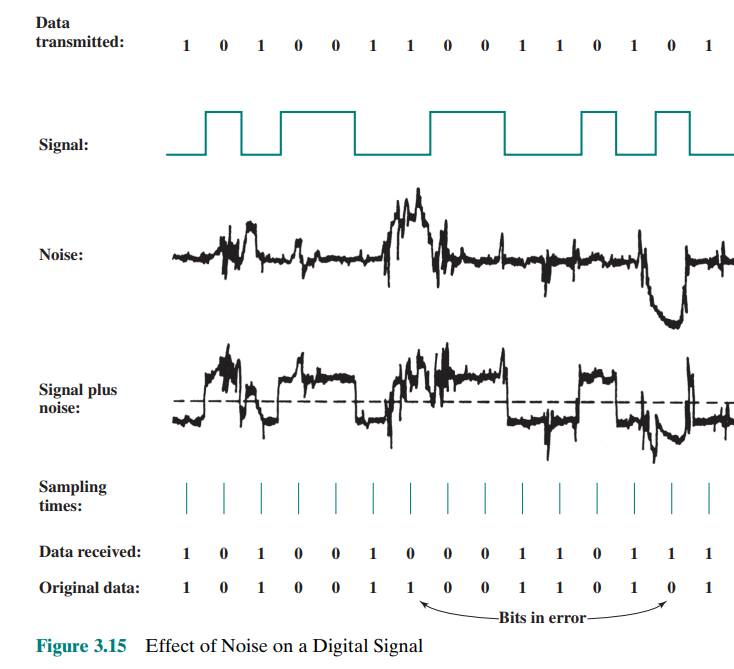 Data
transmitted: 1 0 1 0 0 1 1 0 0 1 1 0 1 0 1
Signal:
Noise:
Signal plus
noise:
Sampling
times:
Data received: 1 0 1 0 0 1 0 0 0 1 1 0 1 1 1
Original data: 1 0 1 0 0 1 1 0 0 1 1 0 1 0 1
Bits in error
Figure 3.15 Effect of Noise on a Digital Signal